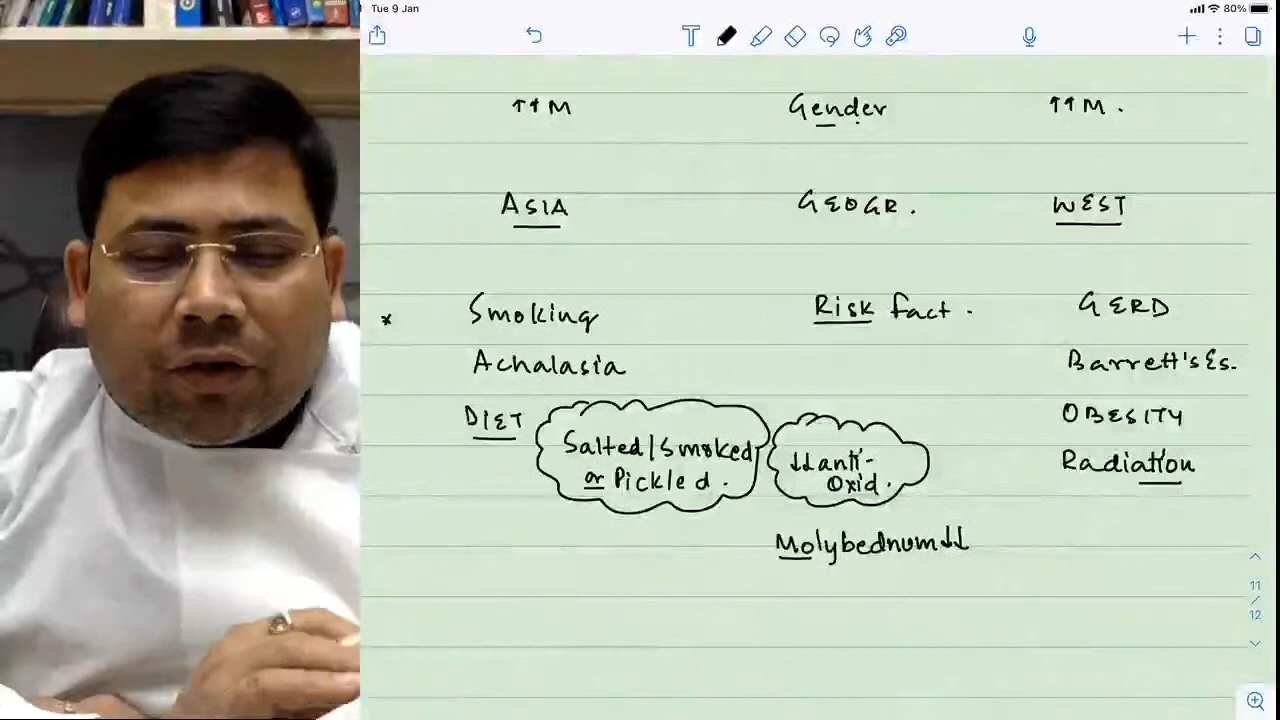 Tue 9 Jan 80%
↑↑ M Gender ↑↑ M .
ASIA GEOGR . WEST
* Smoking Risk fact . GERD
Achalasia Barrett's Es.
DIET OBESITY
Salted/Smoked ↓↓ anti- Radiation
or Pickled . Oxid .
Molybednum ↓↓
11
/
12